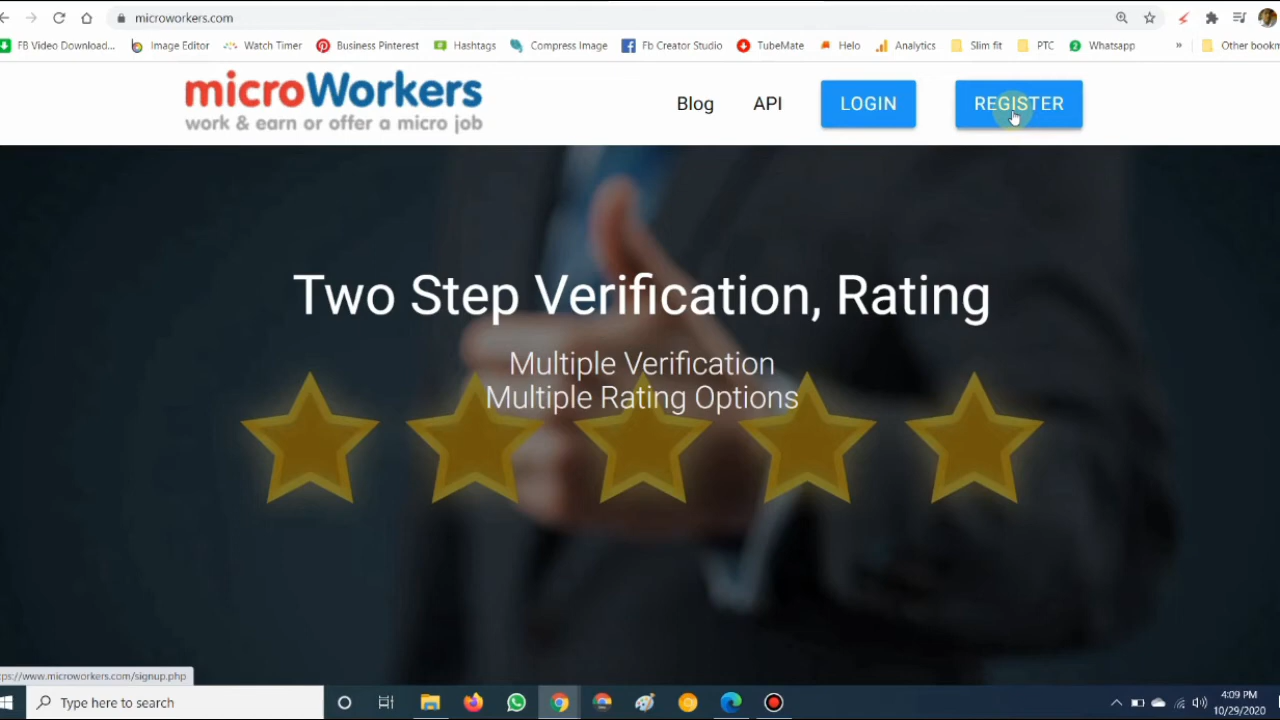 microworkers.com
FB Video Download... Image Editor Watch Timer Business Pinterest Hashtags Compress Image Fb Creator Studio TubeMate Helo Analytics Slim fit PTC Whatsapp » Other bookm
microWorkers
work & earn or offer a micro job
Blog API LOGIN REGISTER
Two Step Verification, Rating
Multiple Verification
Multiple Rating Options
ps://www.microworkers.com/signup.php
Type here to search
4:09 PM
10/29/2020